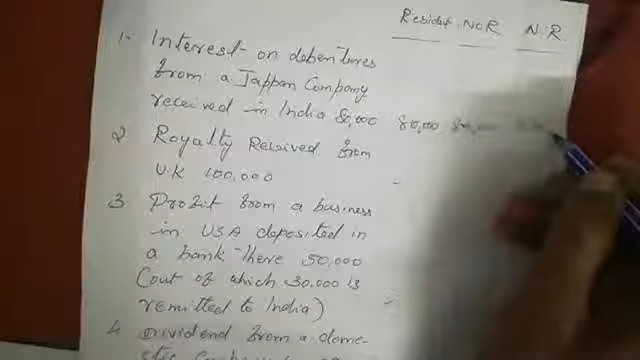 Resident NOR N.R
1. Interest on debentures
from a Jappan Company
received in India 80,000 80,000
2 Royalty Received from
U.K 100,000 -
3 Profit from a business
in USA deposited in
a bank There 50,000
(out of which 30,000 is
remitted to India) -
4 Dividend from a dome-
stic